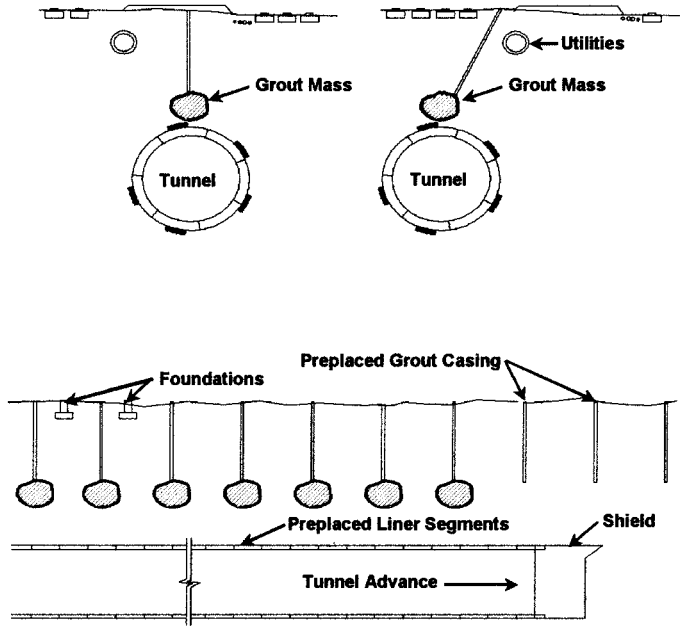 Utilities
Grout Mass
Grout Mass
Tunnel
Tunnel
Preplaced Grout Casing
Foundations
Preplaced Liner Segments
Shield
Tunnel Advance